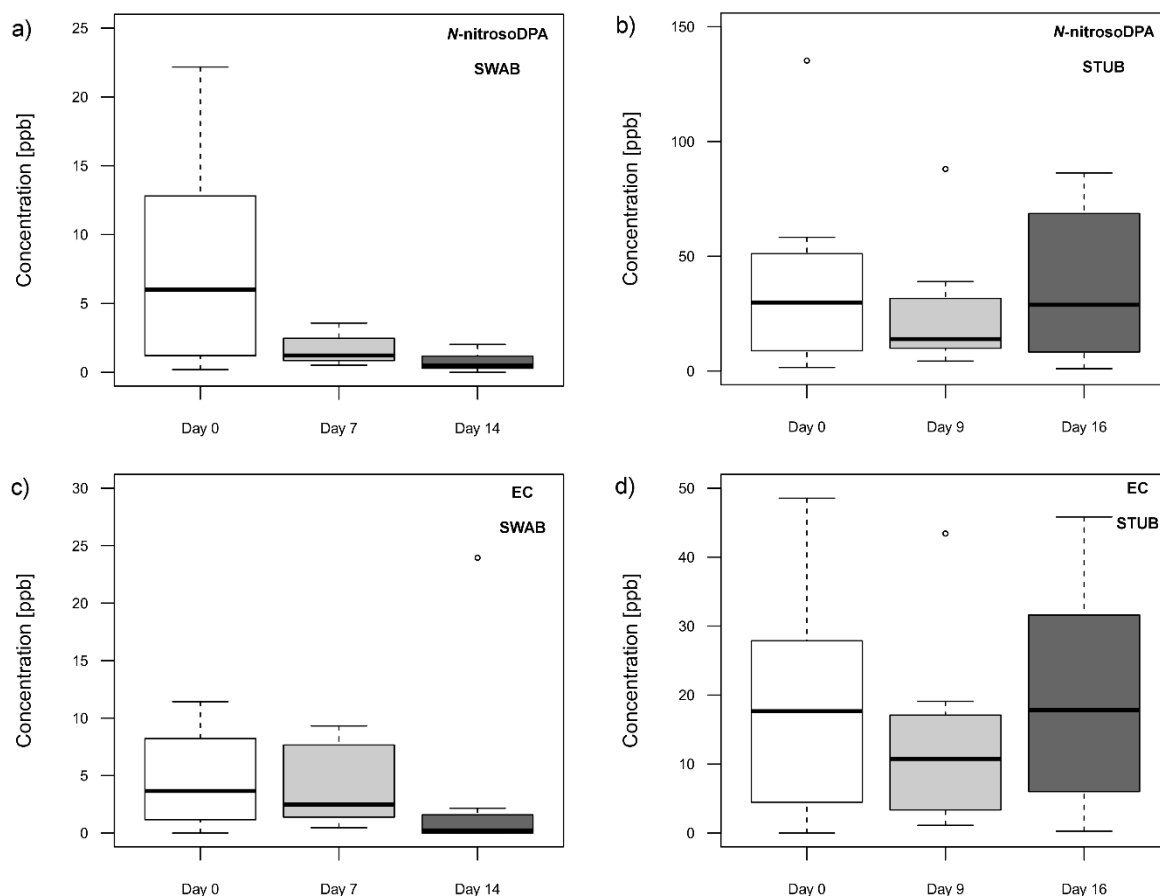 a)
N-nitrosoDPA
SWAB
Concentration [ppb]
25
20
15
10
5
0
Day 0 Day 7 Day 14
b)
N-nitrosoDPA
STUB
Concentration [ppb]
150
100
50
0
Day 0 Day 9 Day 16
c)
EC
SWAB
Concentration [ppb]
30
25
20
15
10
5
0
Day 0 Day 7 Day 14
d)
EC
STUB
Concentration [ppb]
50
40
30
20
10
0
Day 0 Day 9 Day 16